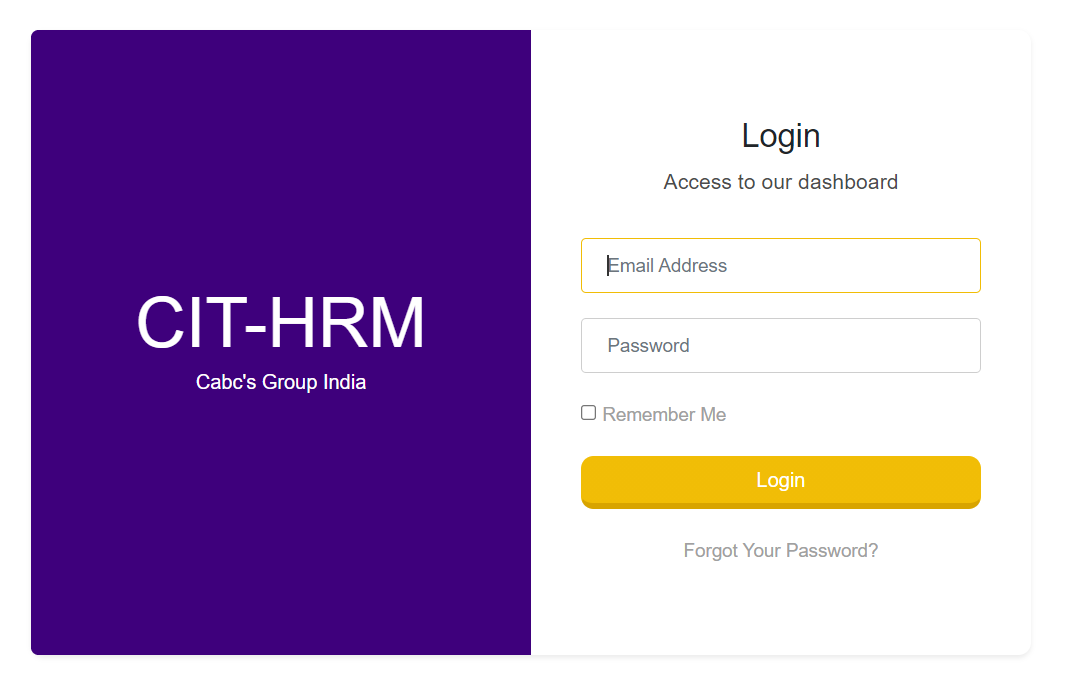 CIT-HRM
Cabc's Group India
Login
Access to our dashboard
Email Address
Password
Remember Me
Login
Forgot Your Password?